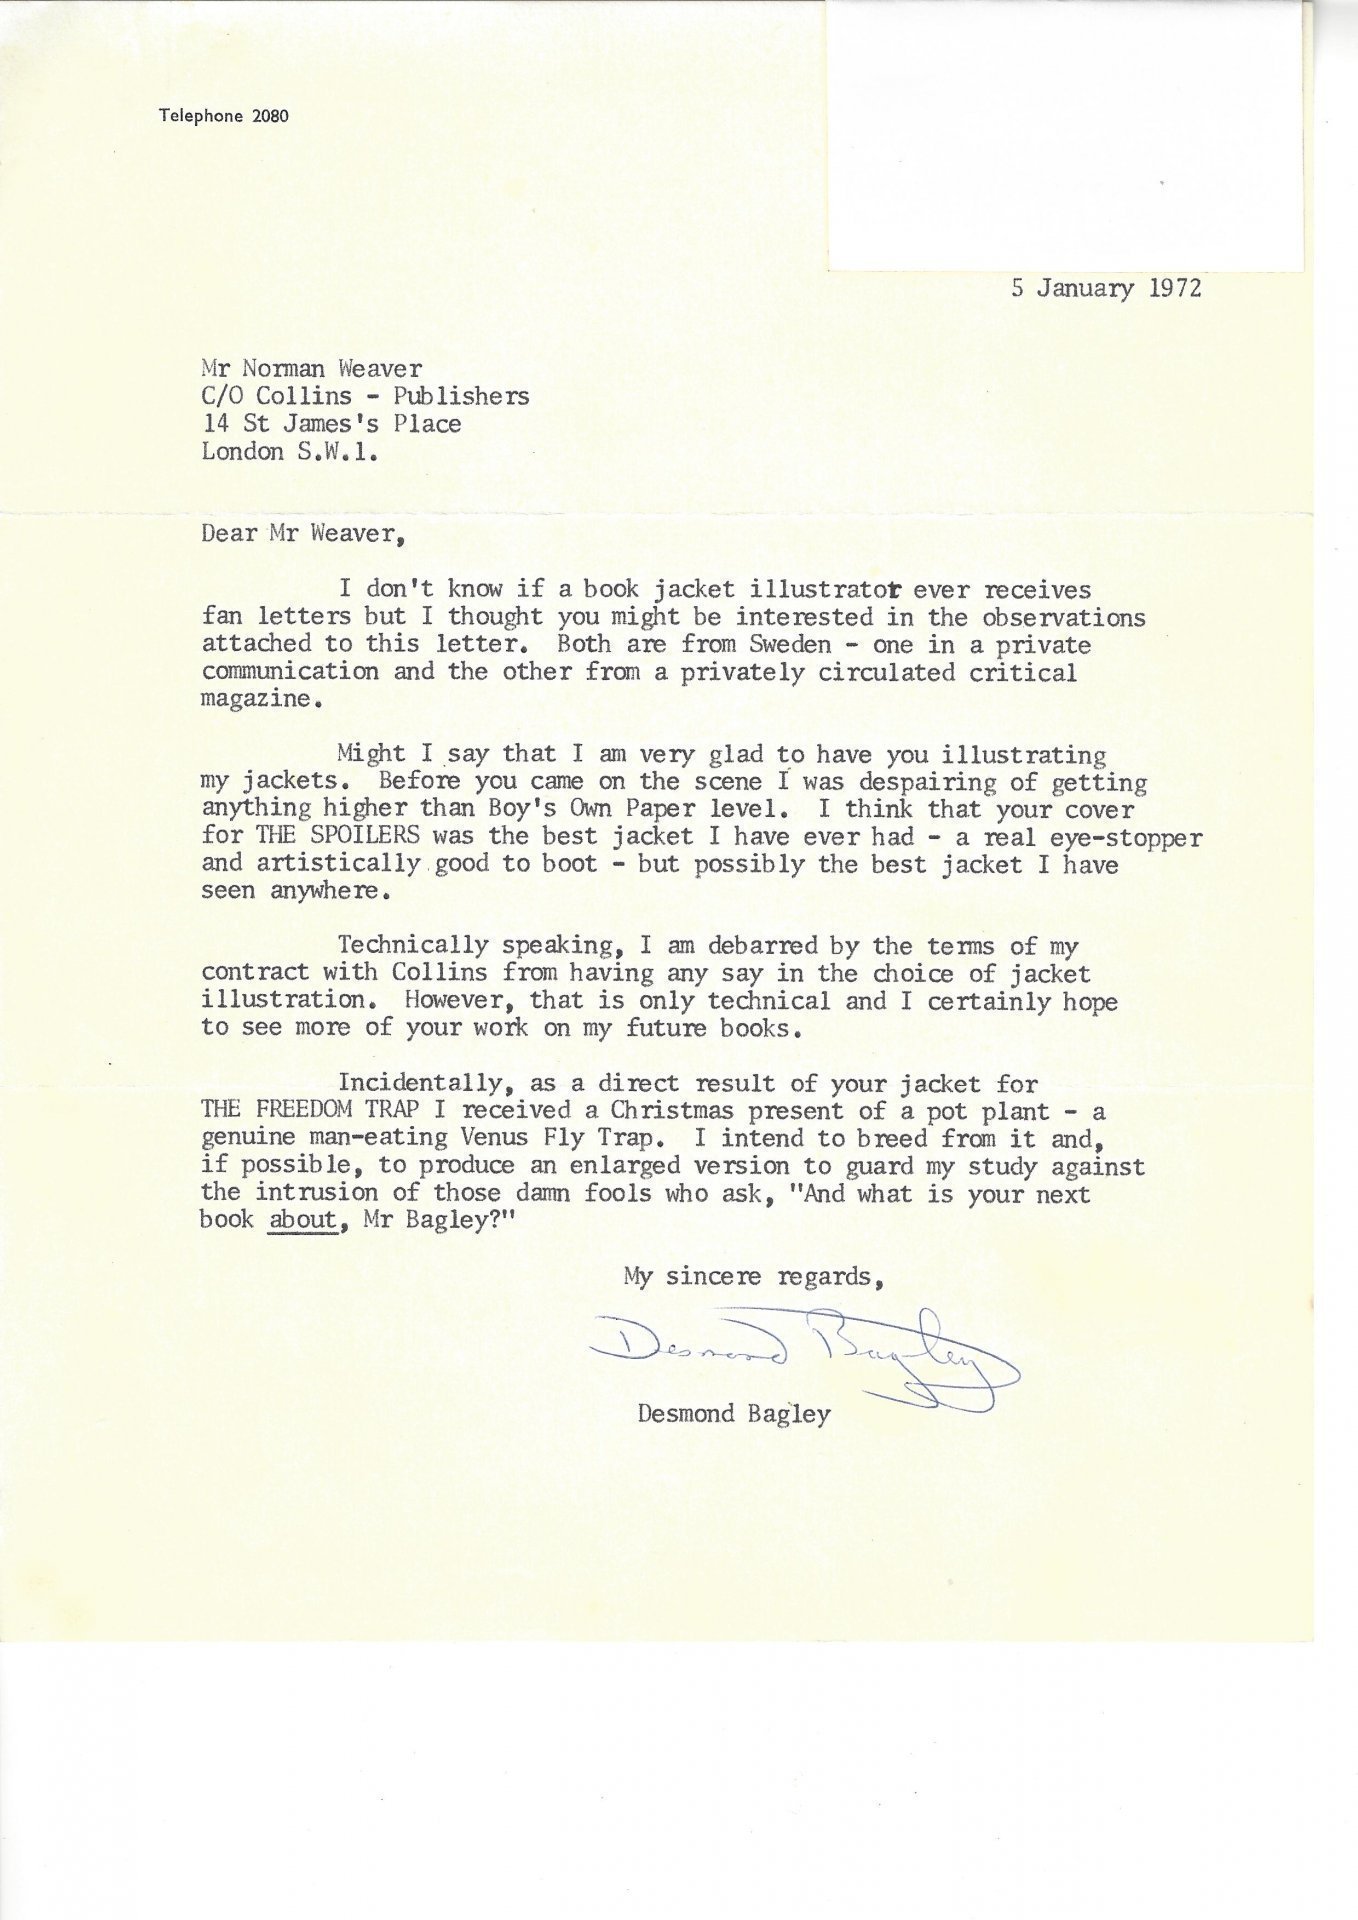 Telephone 2080
5 January 1972
Mr Norman Weaver
C/O Collins - Publishers
14 St James's Place
London S.W.1.
Dear Mr Weaver,
I don't know if a book jacket illustrator ever receives
fan letters but I thought you might be interested in the observations
attached to this letter. Both are from Sweden - one in a private
communication and the other from a privately circulated critical
magazine.
Might I say that I am very glad to have you illustrating
my jackets. Before you came on the scene I was despairing of getting
anything higher than Boy's Own Paper level. I think that your cover
for THE SPOILERS was the best jacket I have ever had - a real eye-stopper
and artistically good to boot - but possibly the best jacket I have
seen anywhere.
Technically speaking, I am debarred by the terms of my
contract with Collins from having any say in the choice of jacket
illustration. However, that is only technical and I certainly hope
to see more of your work on my future books.
Incidentally, as a direct result of your jacket for
THE FREEDOM TRAP I received a Christmas present of a pot plant - a
genuine man-eating Venus Fly Trap. I intend to breed from it and,
if possible, to produce an enlarged version to guard my study against
the intrusion of those damn fools who ask, "And what is your next
book about, Mr Bagley?"
My sincere regards,
Desmond Bagley
Desmond Bagley